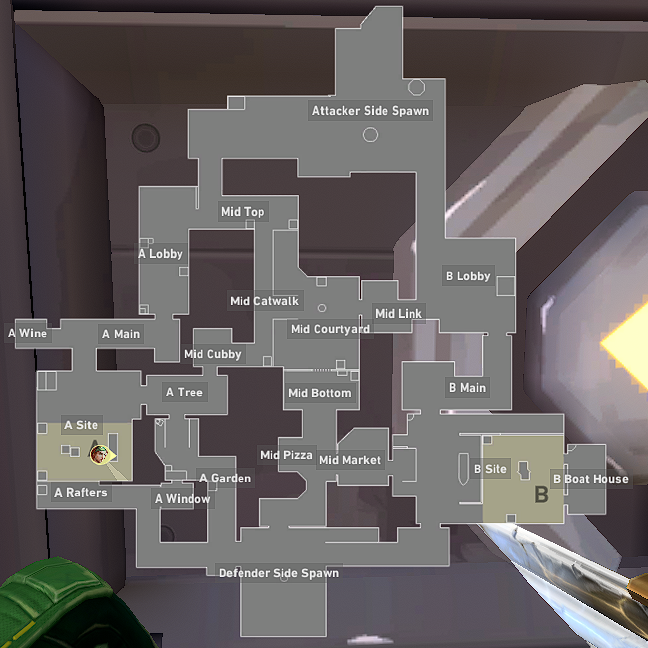 Attacker Side Spawn
Mid Top
A Lobby
B Lobby
Mid Catwalk
Mid Link
Mid Courtyard
A Wine
A Main
Mid Cubby
B Main
A Tree
Mid Bottom
A Site
A
Mid Pizza
Mid Market
B Site
A Garden
B Boat House
A Rafters
A Window
B
Defender Side Spawn